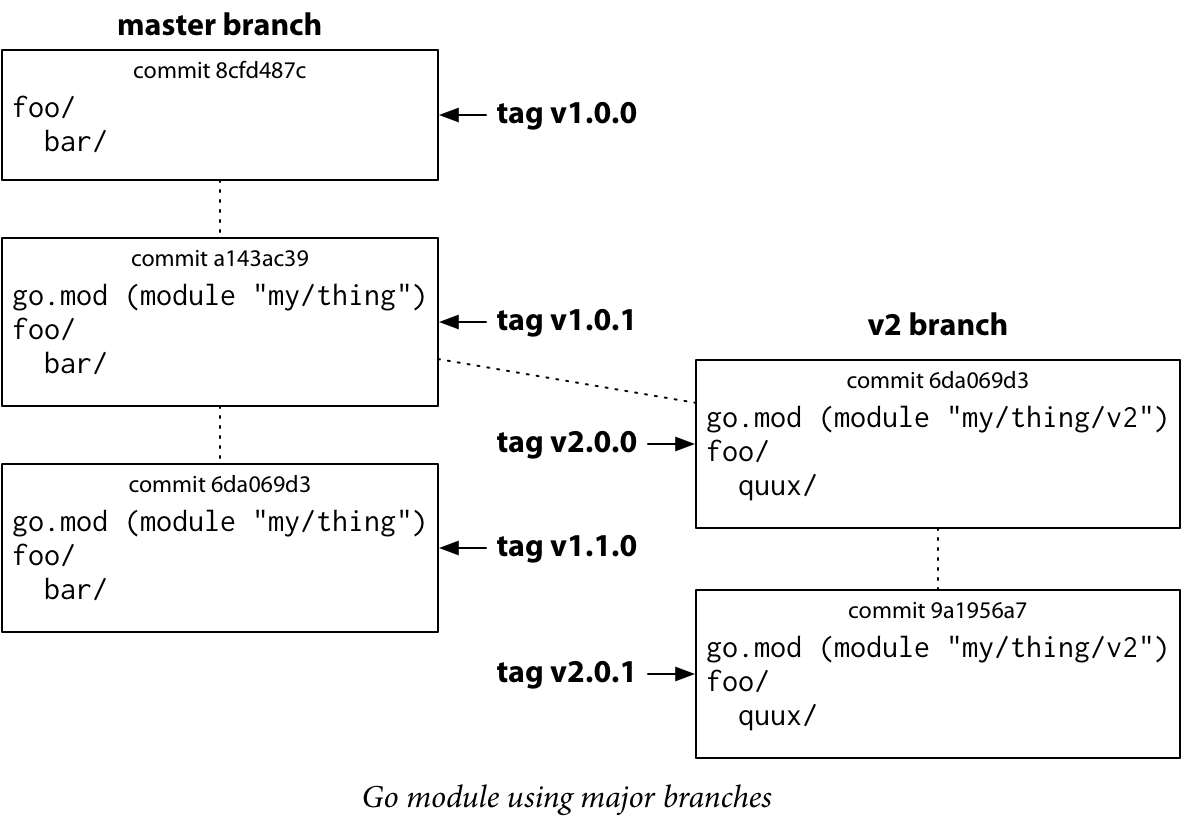 master branch
commit 8cfd487c
foo/
  bar/
tag v1.0.0
commit a143ac39
go.mod (module "my/thing")
foo/
  bar/
tag v1.0.1
commit 6da069d3
go.mod (module "my/thing")
foo/
  bar/
tag v1.1.0
v2 branch
commit 6da069d3
go.mod (module "my/thing/v2")
foo/
  quux/
tag v2.0.0
commit 9a1956a7
go.mod (module "my/thing/v2")
foo/
  quux/
tag v2.0.1
Go module using major branches